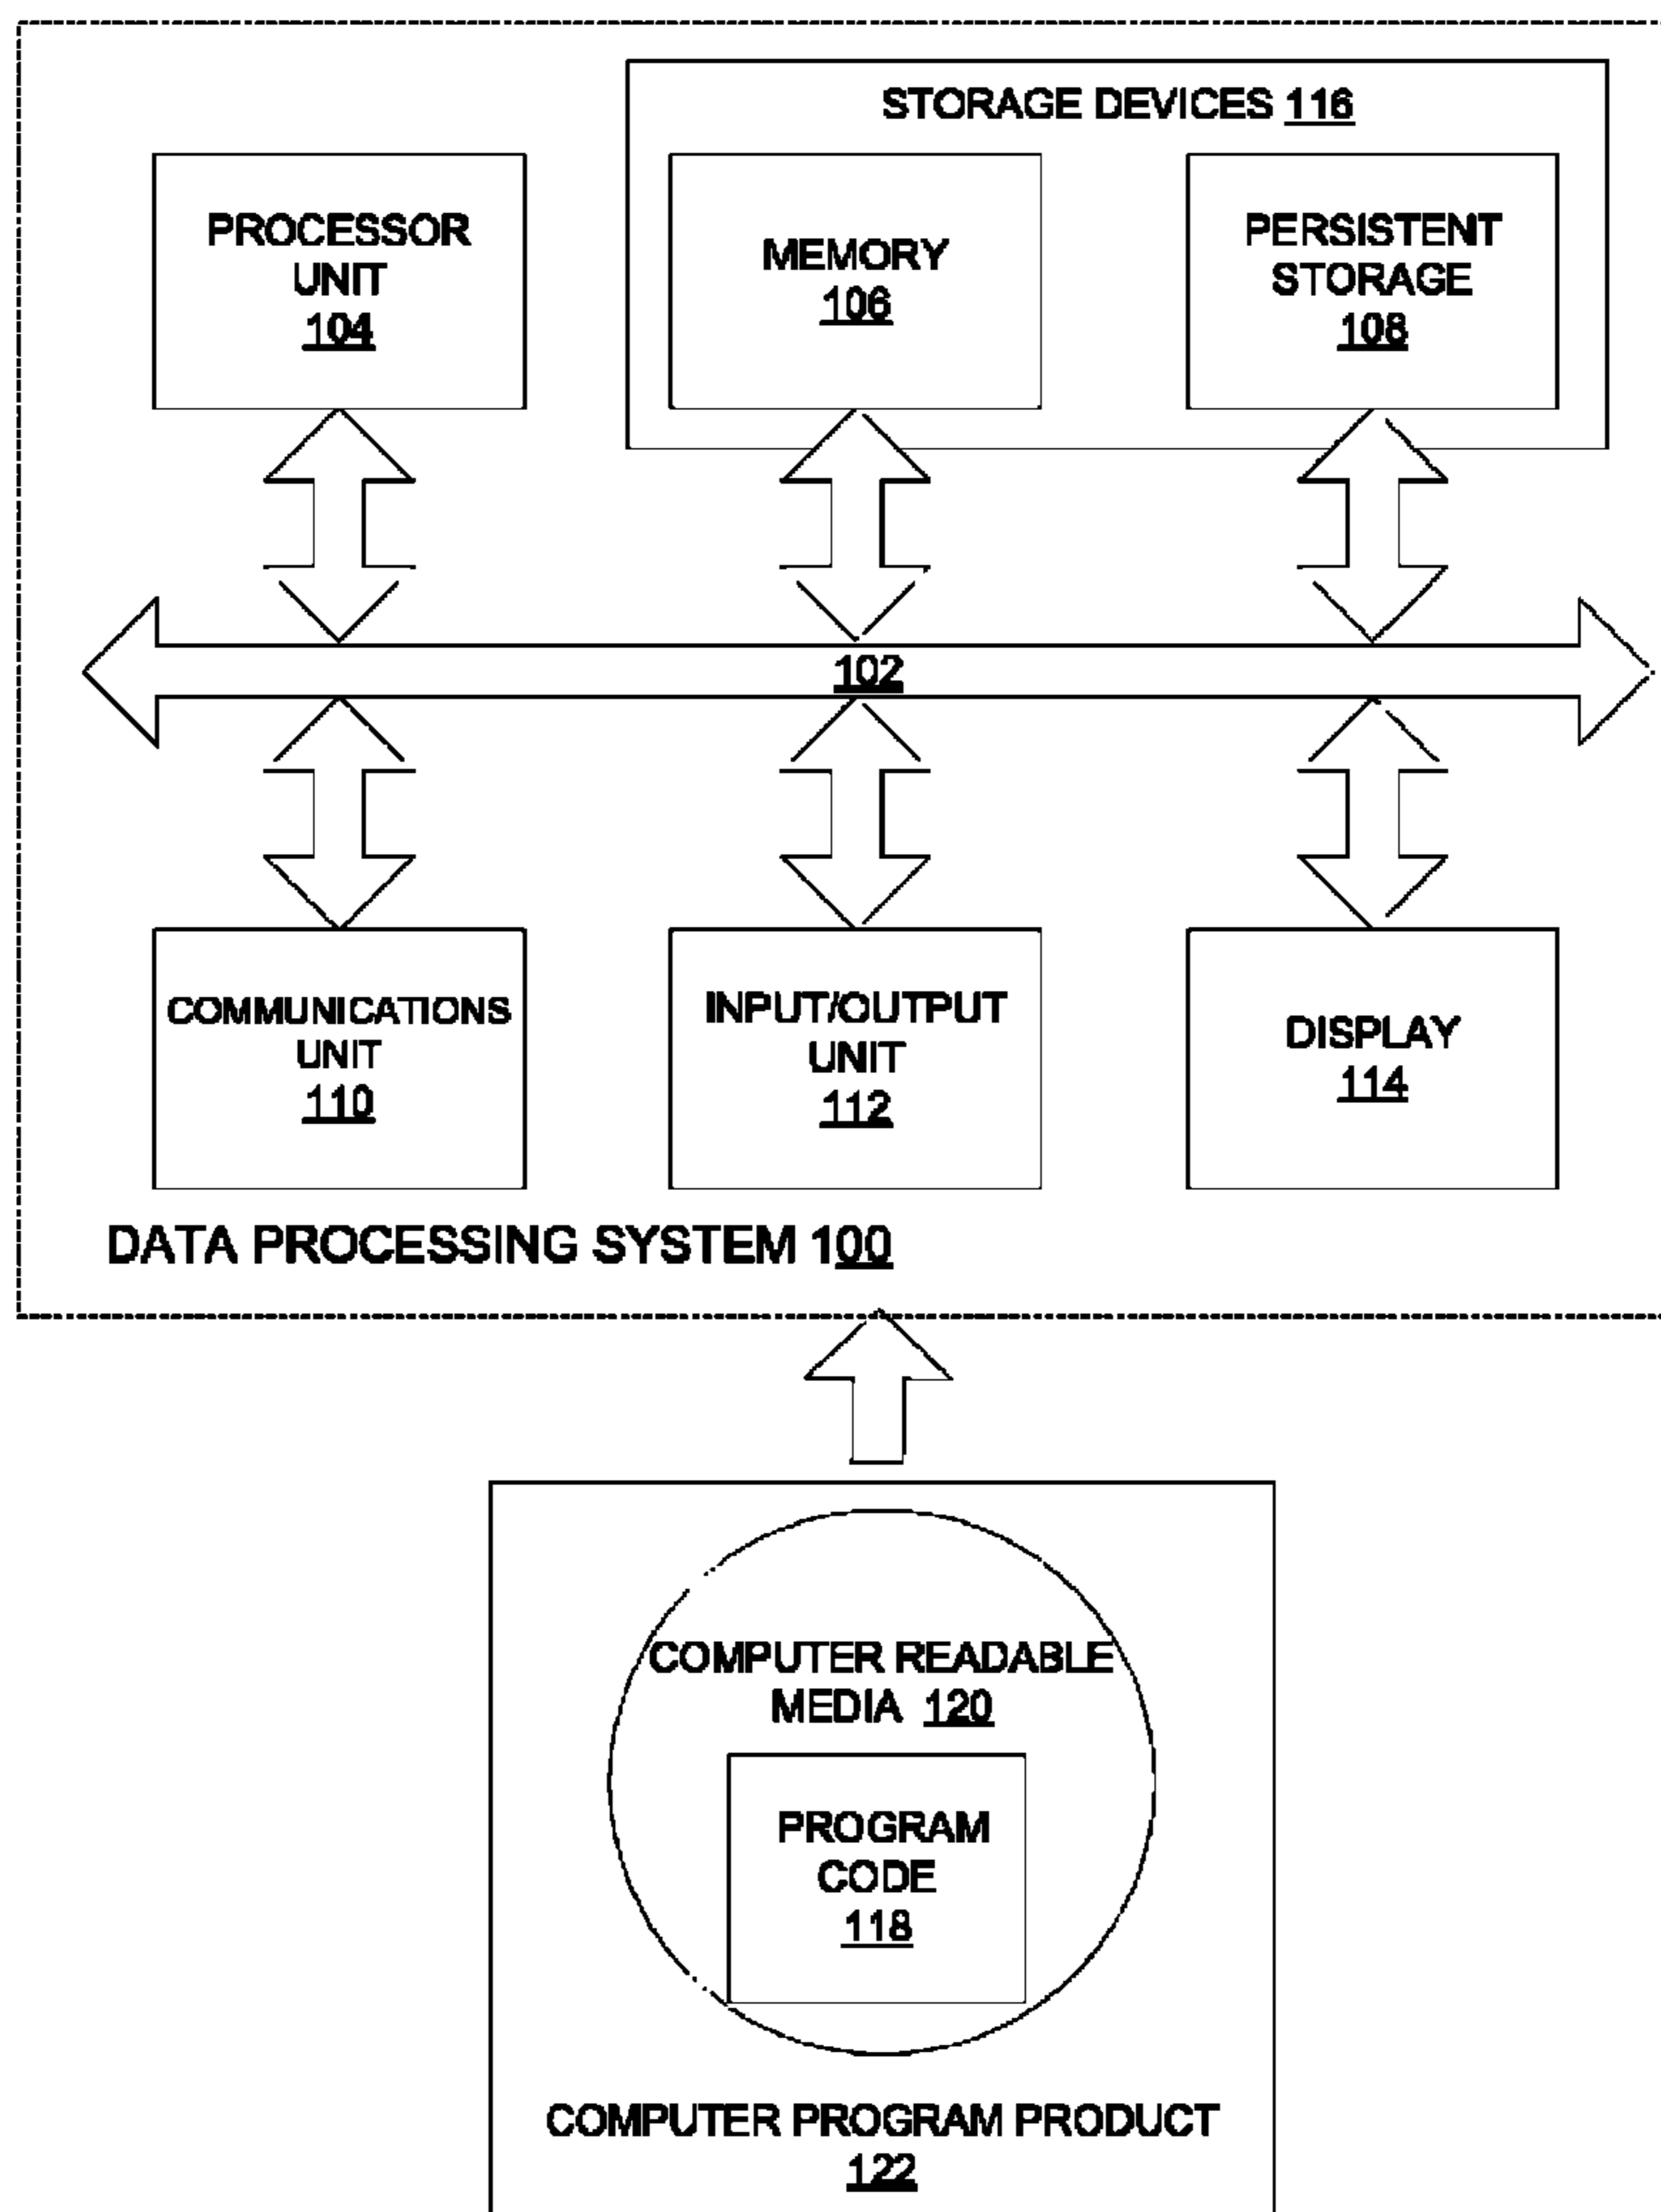 STORAGE DEVICES 116
PROCESSOR
UNIT
104
MEMORY
106
PERSISTENT
STORAGE
108
102
COMMUNICATIONS
UNIT
110
INPUT/OUTPUT
UNIT
112
DISPLAY
114
DATA PROCESSING SYSTEM 100
COMPUTER READABLE
MEDIA 120
PROGRAM
CODE
118
COMPUTER PROGRAM PRODUCT
122